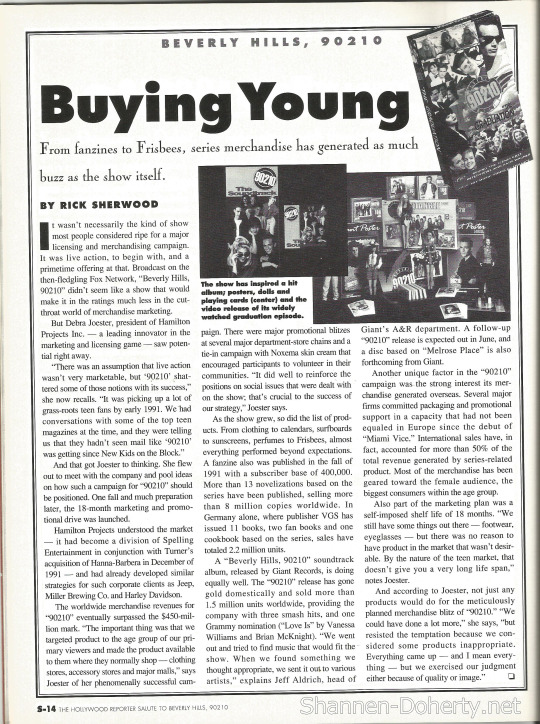 BEVERLY HILLS, 90210
Buying Young
From fanzines to Frisbees, series merchandise has generated as much
buzz as the show itself.
BY RICK SHERWOOD
It wasn't necessarily the kind of show
most people considered ripe for a major
licensing and merchandising campaign.
It was live action, to begin with, and a
primetime offering at that. Broadcast on the
then-fledgling Fox Network, "Beverly Hills,
90210" didn't seem like a show that would
make it in the ratings much less in the cut-
throat world of merchandise marketing.
But Debra Joester, president of Hamilton
Projects Inc. — a leading innovator in the
marketing and licensing game — saw poten-
tial right away.
"There was an assumption that live action
wasn't very marketable, but '90210' shat-
tered some of those notions with its success,"
she now recalls. "It was picking up a lot of
grass-roots teen fans by early 1991. We had
conversations with some of the top teen
magazines at the time, and they were telling
us that they hadn't seen mail like '90210'
was getting since New Kids on the Block."
And that got Joester to thinking. She flew
out to meet with the company and pool ideas
on how such a campaign for "90210" should
be positioned. One fall and much preparation
later, the 18-month marketing and promo-
tional drive was launched.
Hamilton Projects understood the market
— it had become a division of Spelling
Entertainment in conjunction with Turner's
acquisition of Hanna-Barbera in December of
1991 — and had already developed similar
strategies for such corporate clients as Jeep,
Miller Brewing Co. and Harley Davidson.
The worldwide merchandise revenues for
"90210" eventually surpassed the $450-mil-
lion mark. "The important thing was that we
targeted product to the age group of our pri-
mary viewers and made the product available
to them where they normally shop — clothing
stores, accessory stores and major malls," says
Joester of her phenomenally successful cam-
90210
The
Soundtrack
The show has inspired a hit
album; posters, dolls and
playing cards (center) and the
video release of its widely
watched graduation episode.
paign. There were major promotional blitzes
at several major department-store chains and a
tie-in campaign with Noxema skin cream that
encouraged participants to volunteer in their
communities. "It did well to reinforce the
positions on social issues that were dealt with
on the show; that's crucial to the success of
our strategy," Joester says.
As the show grew, so did the list of prod-
ucts. From clothing to calendars, surfboards
to sunscreen, perfumes to Frisbees, almost
everything performed beyond expectations.
A fanzine also was published in the fall of
1991 with a subscriber base of 400,000.
More than 13 novelizations based on the
series have been published, selling more
than 8 million copies worldwide. In
Germany alone, where publisher VGS has
issued 11 books, two fan books and one
cookbook based on the series, sales have
totaled 2.2 million units.
A "Beverly Hills, 90210" soundtrack
album, released by Giant Records, is doing
equally well. The "90210" release has gone
gold domestically and sold more than
1.5 million units worldwide, providing the
company with three smash hits, and one
Grammy nomination ("Love Is" by Vanessa
Williams and Brian McKnight). "We went
out and tried to find music that would fit the
show. When we found something we
thought appropriate, we sent it out to various
artists," explains Jeff Aldrich, head of
Giant's A&R department. A follow-up
"90210" release is expected out in June, and
a disc based on "Melrose Place" is also
forthcoming from Giant.
Another unique factor in the "90210"
campaign was the strong interest its mer-
chandise generated overseas. Several major
firms committed packaging and promotional
support in a capacity that had not been
equaled in Europe since the debut of
"Miami Vice." International sales have, in
fact, accounted for more than 50% of the
total revenue generated by series-related
product. Most of the merchandise has been
geared toward the female audience, the
biggest consumers within the age group.
Also part of the marketing plan was a
self-imposed shelf life of 18 months. "We
still have some things out there — footwear,
eyeglasses — but there was no reason to
have product in the market that wasn't desir-
able. By the nature of the teen market, that
doesn't give you a very long life span,"
notes Joester.
And according to Joester, not just any
products would do for the meticulously
planned merchandise blitz of "90210." "We
could have done a lot more," she says, "but
resisted the temptation because we con-
sidered some products inappropriate.
Everything came up — and I mean every-
thing — but we exercised our judgment
either because of quality or image."
S-14 THE HOLLYWOOD REPORTER SALUTE TO BEVERLY HILLS, 90210
Shannen-Doherty.net